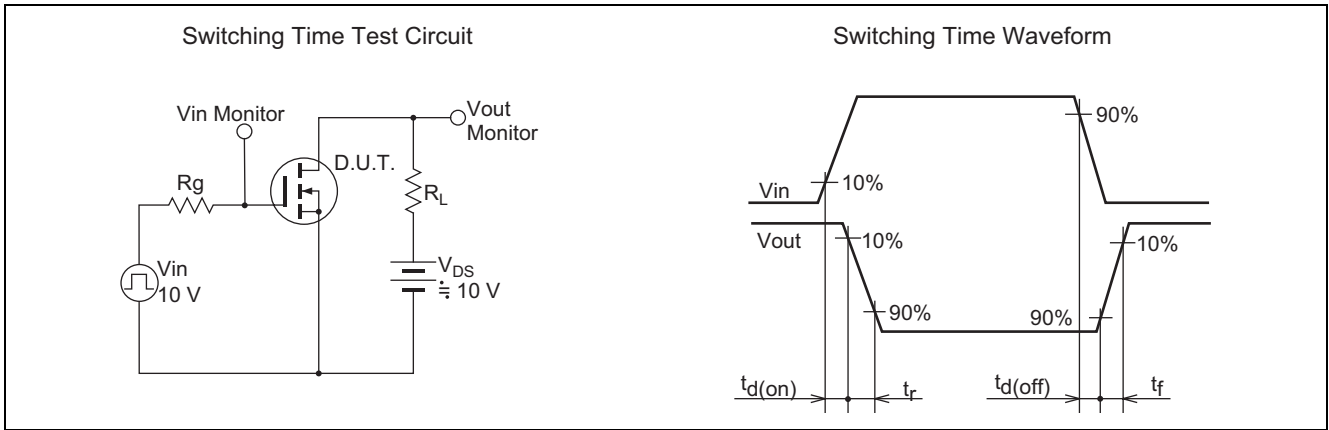 Switching Time Test Circuit
Vin Monitor
Vout
Monitor
D.U.T.
Rg
RL
Vin
10 V
VDS
≒ 10 V
Switching Time Waveform
90%
Vin
10%
Vout
10%
10%
90%
90%
td(on)
tr
td(off)
tf